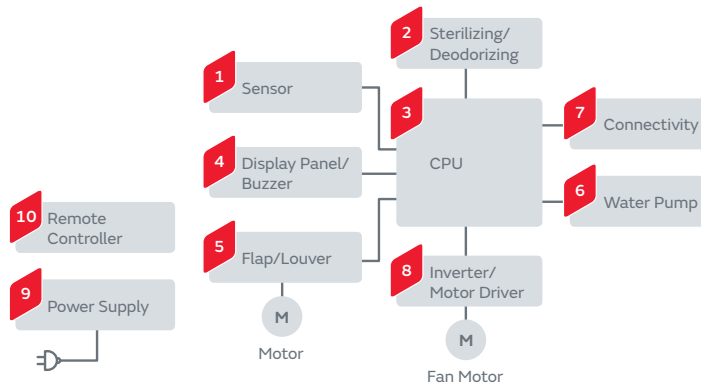 2
Sterilizing/
Deodorizing
1
Sensor
3
CPU
7
Connectivity
4
Display Panel/
Buzzer
6
Water Pump
10
Remote
Controller
5
Flap/Louver
8
Inverter/
Motor Driver
9
Power Supply
M
Motor
M
Fan Motor